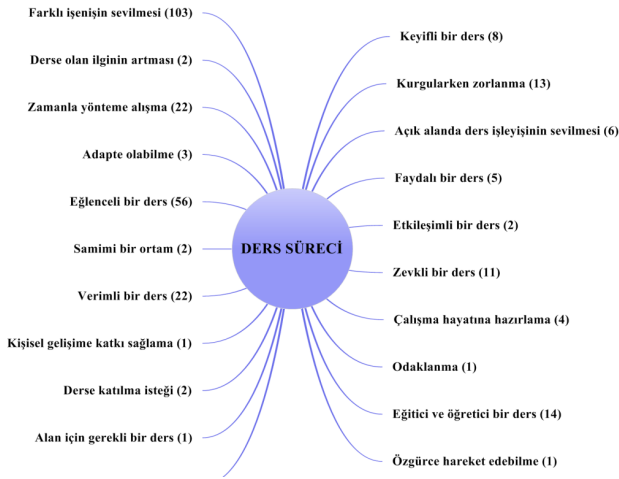 Farklı işenişin sevilmesi (103)
Derse olan ilginin artması (2)
Zamanla yönteme alışma (22)
Adapte olabilme (3)
Eğlenceli bir ders (56)
Samimi bir ortam (2)
Verimli bir ders (22)
Kişisel gelişime katkı sağlama (1)
Derse katılma isteği (2)
Alan için gerekli bir ders (1)
DERS SÜRECİ
Keyifli bir ders (8)
Kurgularken zorlanma (13)
Açık alanda ders işleyişinin sevilmesi (6)
Faydalı bir ders (5)
Etkileşimli bir ders (2)
Zevkli bir ders (11)
Çalışma hayatına hazırlama (4)
Odaklanma (1)
Eğitici ve öğretici bir ders (14)
Özgürce hareket edebilme (1)